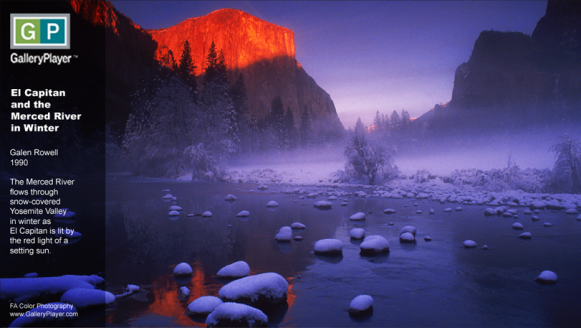 GP
GalleryPlayer™
El Capitan
and the
Merced River
in Winter
Galen Rowell
1990
The Merced River
flows through
snow-covered
Yosemite Valley
in winter as
El Capitan is lit by
the red light of a
setting sun.
FA Color Photography
www.GalleryPlayer.com